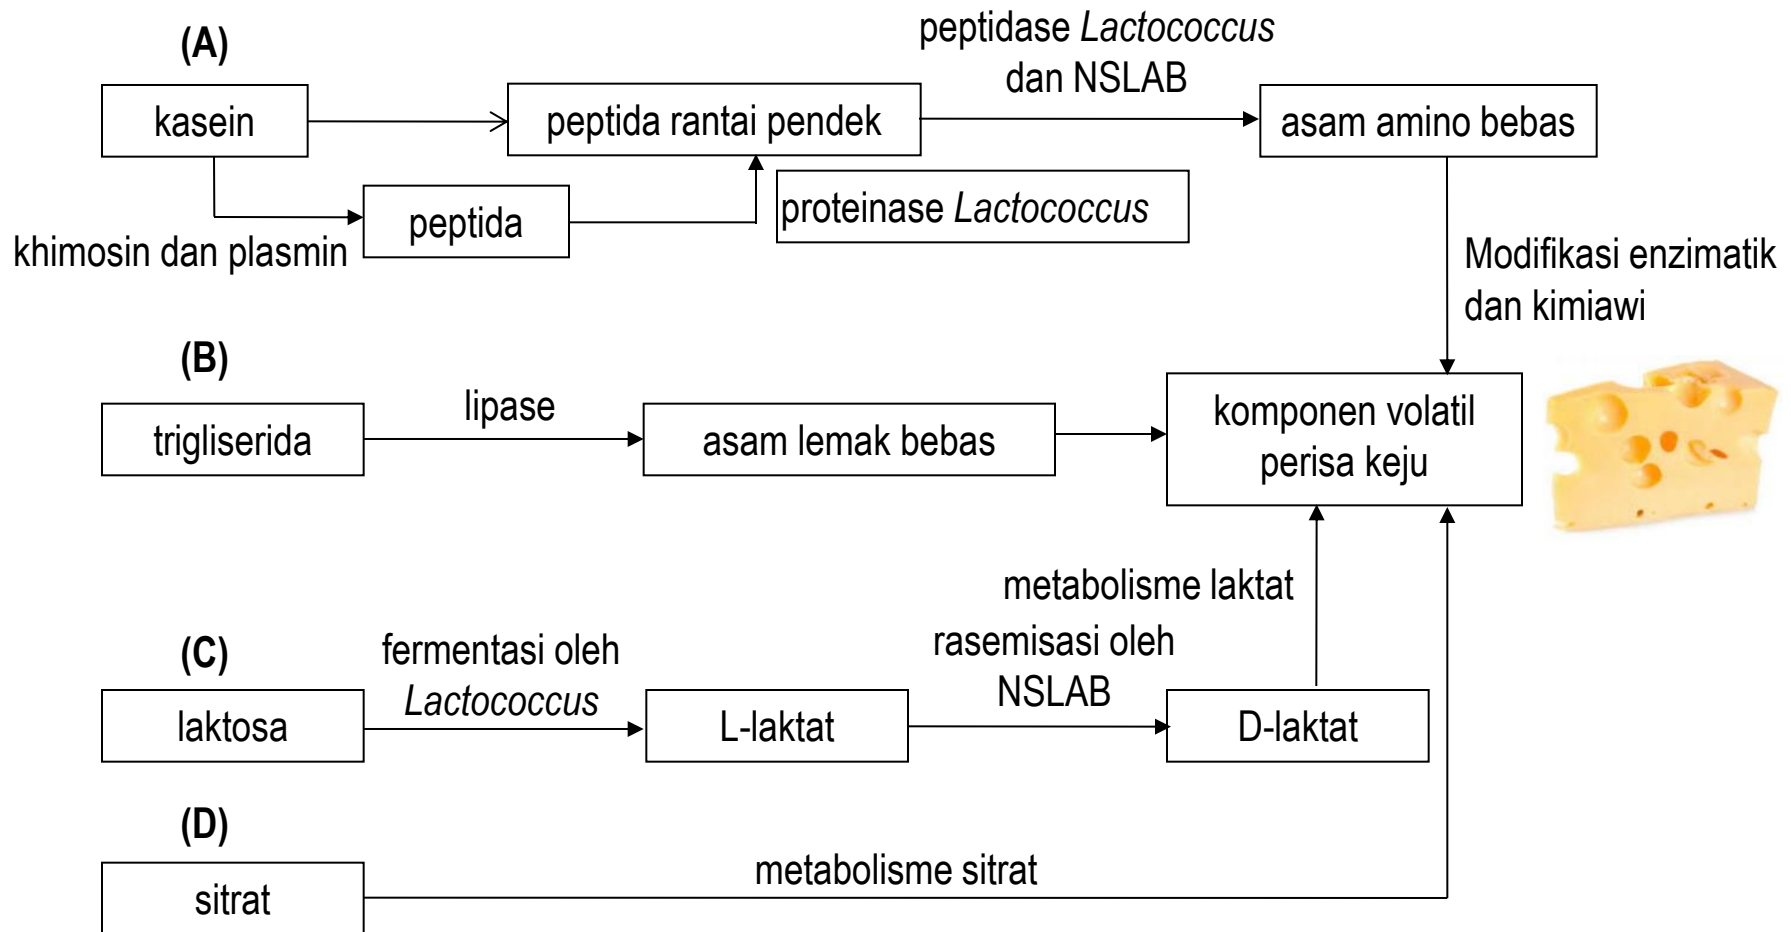 (A)
peptidase Lactococcus
dan NSLAB
kasein
peptida rantai pendek
asam amino bebas
peptida
proteinase Lactococcus
khimosin dan plasmin
Modifikasi enzimatik
dan kimiawi
(B)
lipase
trigliserida
asam lemak bebas
komponen volatil
perisa keju
metabolisme laktat
(C)
fermentasi oleh
Lactococcus
rasemisasi oleh
NSLAB
laktosa
L-laktat
D-laktat
(D)
metabolisme sitrat
sitrat